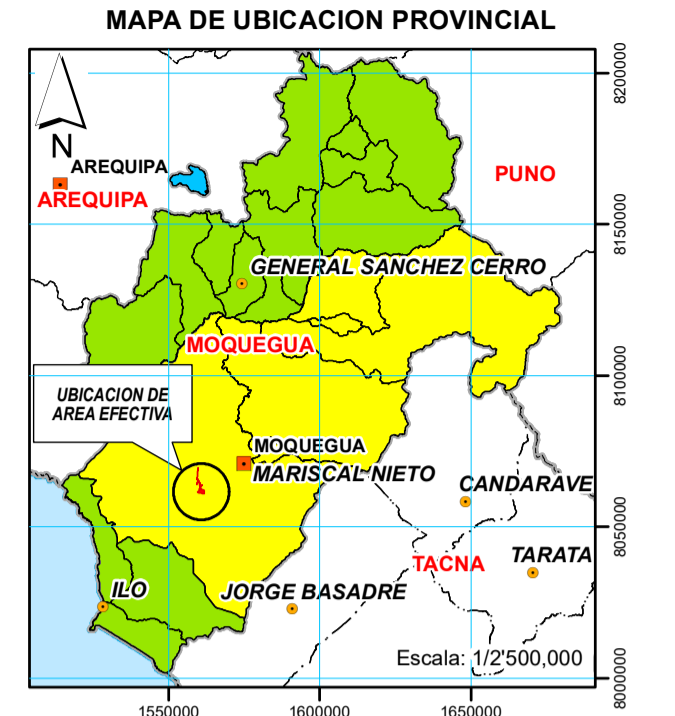 MAPA DE UBICACION PROVINCIAL
N
AREQUIPA
AREQUIPA
PUNO
GENERAL SANCHEZ CERRO
MOQUEGUA
UBICACION DE
AREA EFECTIVA
MOQUEGUA
MARISCAL NIETO
CANDARAVE
TACNA
TARATA
ILO
JORGE BASADRE
Escala: 1/2'500,000
8200000
8150000
8100000
8050000
8000000
1550000
1600000
1650000